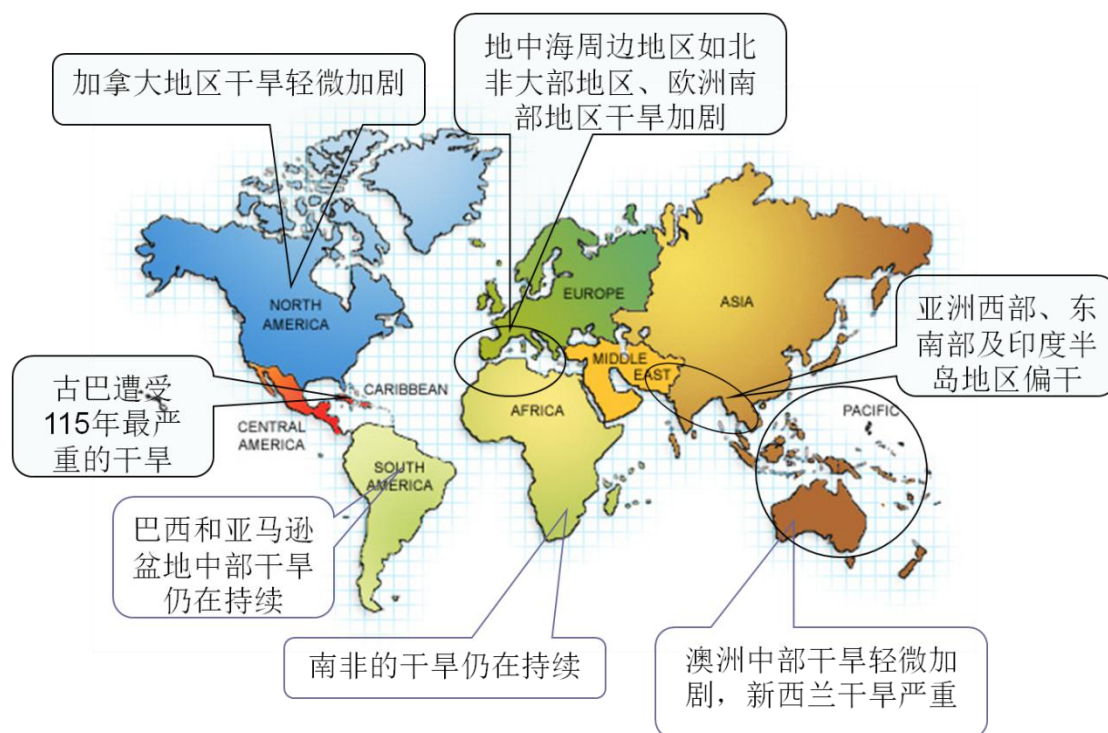 加拿大地区干旱轻微加剧
地中海周边地区如北
非大部地区、欧洲南
部地区干旱加剧
NORTH
AMERICA
EUROPE
ASIA
MIDDLE
EAST
亚洲西部、东
南部及印度半
岛地区偏干
古巴遭受
115年最严
重的干旱
CARIBBEAN
CENTRAL
AMERICA
AFRICA
PACIFIC
SOUTH
AMERICA
巴西和亚马逊
盆地中部干旱
仍在持续
南非的干旱仍在持续
澳洲中部干旱轻微加
剧，新西兰干旱严重